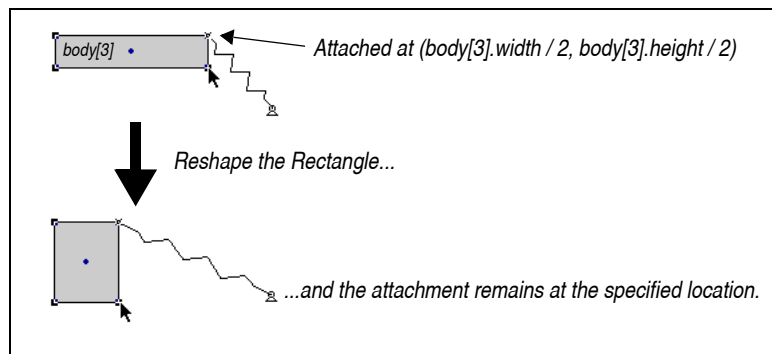 body[3]
Attached at (body[3].width / 2, body[3].height / 2)
Reshape the Rectangle...
...and the attachment remains at the specified location.